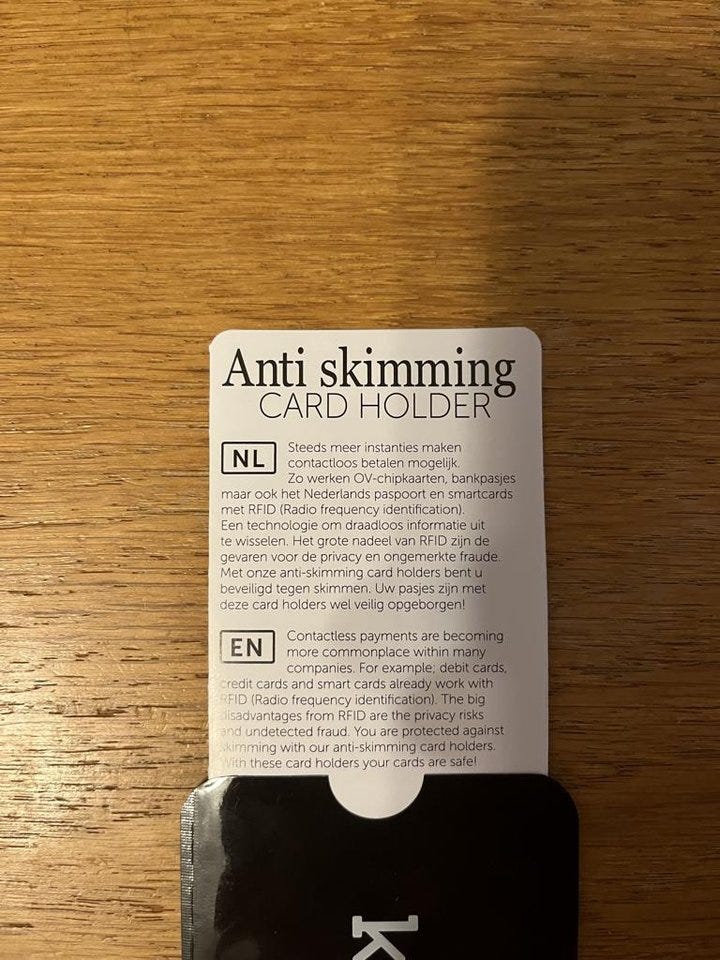 Anti skimming
CARD HOLDER
NL
Steeds meer instanties maken
contactloos betalen mogelijk.
Zo werken OV-chipkaarten, bankpasjes
maar ook het Nederlands paspoort en smartcards
met RFID (Radio frequency identification).
Een technologie om draadloos informatie uit
te wisselen. Het grote nadeel van RFID zijn de
gevaren voor de privacy en ongemerkte fraude.
Met onze anti-skimming card holders bent u
beveiligd tegen skimmen. Uw pasjes zijn met
deze card holders wel veilig opgeborgen!
EN
Contactless payments are becoming
more commonplace within many
companies. For example; debit cards,
credit cards and smart cards already work with
RFID (Radio frequency identification). The big
disadvantages from RFID are the privacy risks
and undetected fraud. You are protected against
skimming with our anti-skimming card holders.
With these card holders your cards are safe!
K